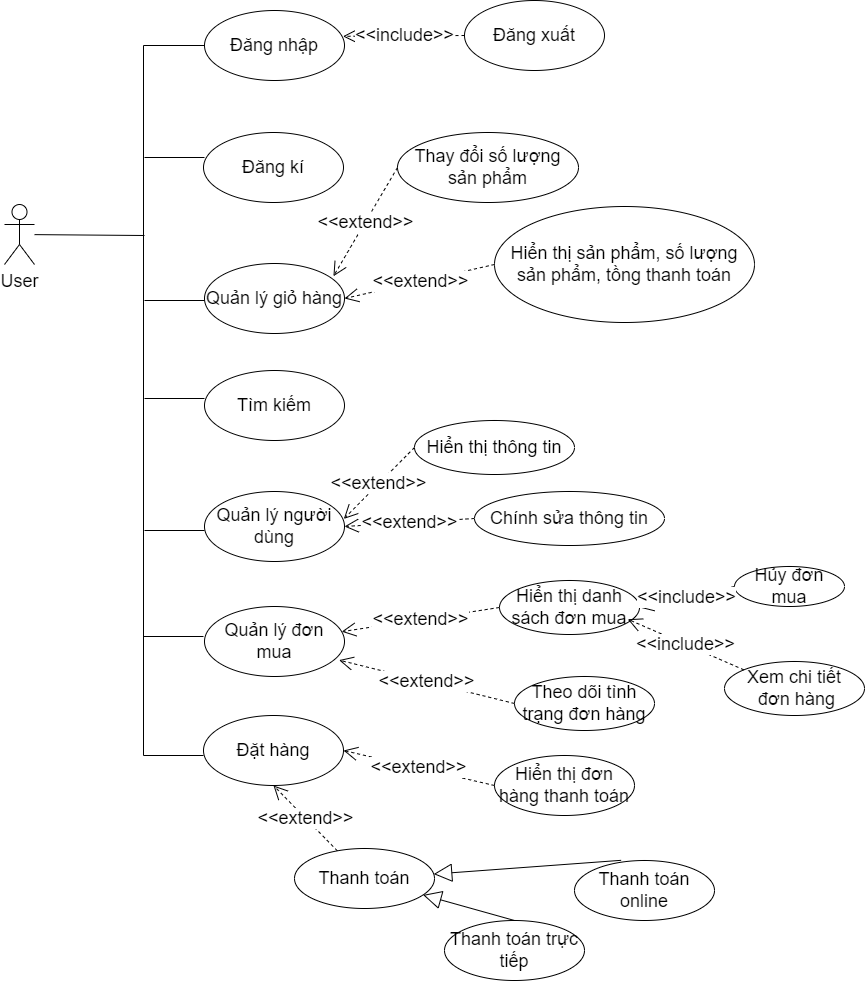 Đăng nhập
<<include>>
Đăng xuất
Đăng kí
Thay đổi số lượng
sản phẩm
<<extend>>
User
Quản lý giỏ hàng
<<extend>>
Hiển thị sản phẩm, số lượng
sản phẩm, tồng thanh toán
Tìm kiếm
Hiển thị thông tin
<<extend>>
Quản lý người
dùng
<<extend>>
Chính sửa thông tin
Quản lý đơn
mua
<<extend>>
Hiển thị danh
sách đơn mua
<<include>>
Hủy đơn
mua
<<include>>
Xem chi tiết
đơn hàng
<<extend>>
Theo dõi tình
trạng đơn hàng
Đặt hàng
<<extend>>
Hiển thị đơn
hàng thanh toán
<<extend>>
Thanh toán
Thanh toán
online
Thanh toán trực
tiếp